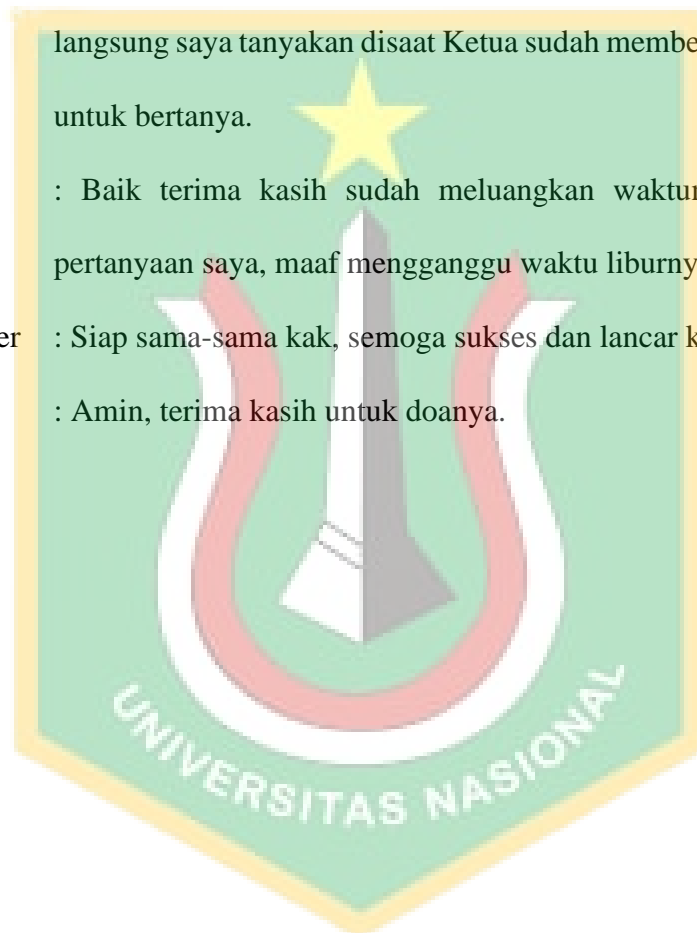 langsung saya tanyakan disaat Ketua sudah membe
untuk bertanya.
: Baik terima kasih sudah meluangkan waktu
pertanyaan saya, maaf mengganggu waktu liburny
er : Siap sama-sama kak, semoga sukses dan lancar k
: Amin, terima kasih untuk doanya.
UNIVERSITAS NASIONAL